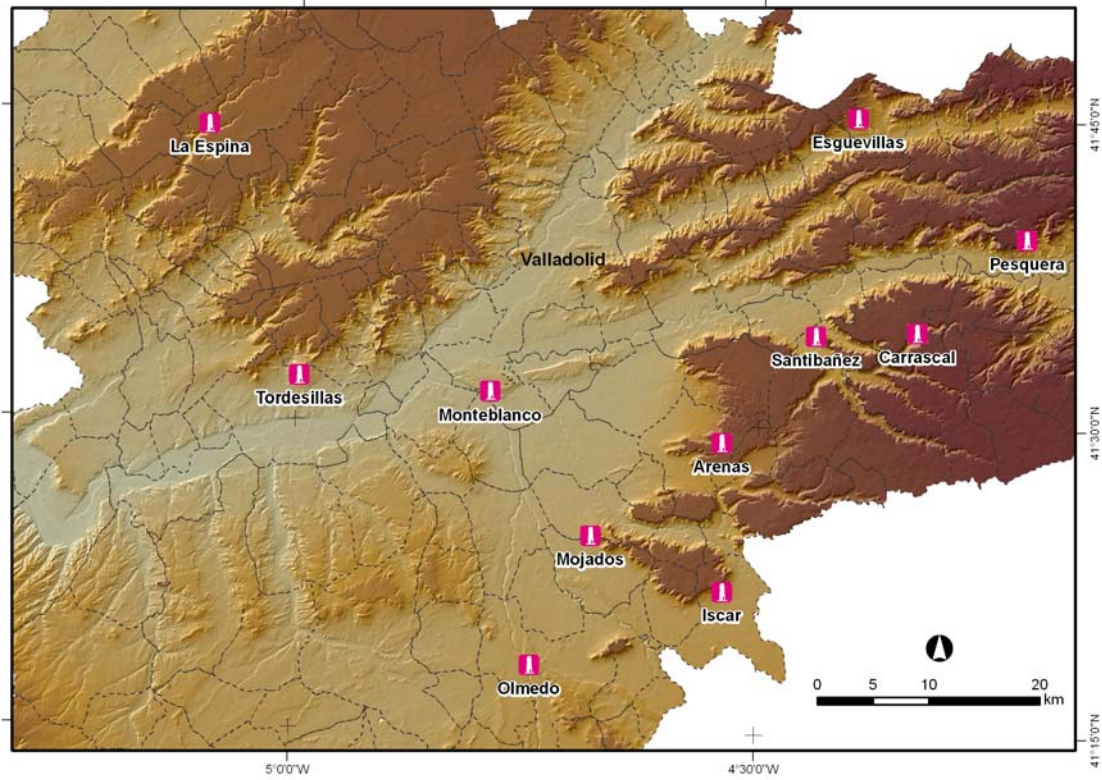 La Espina
Esguevillas
Valladolid
Pesquera
Santibañez
Carrascal
Tordesillas
Monteblanco
Arenas
Mojados
Iscar
Olmedo
0 5 10 20
km
41°45'0"N
41°30'0"N
41°15'0"N
5°0'0"W
4°30'0"W